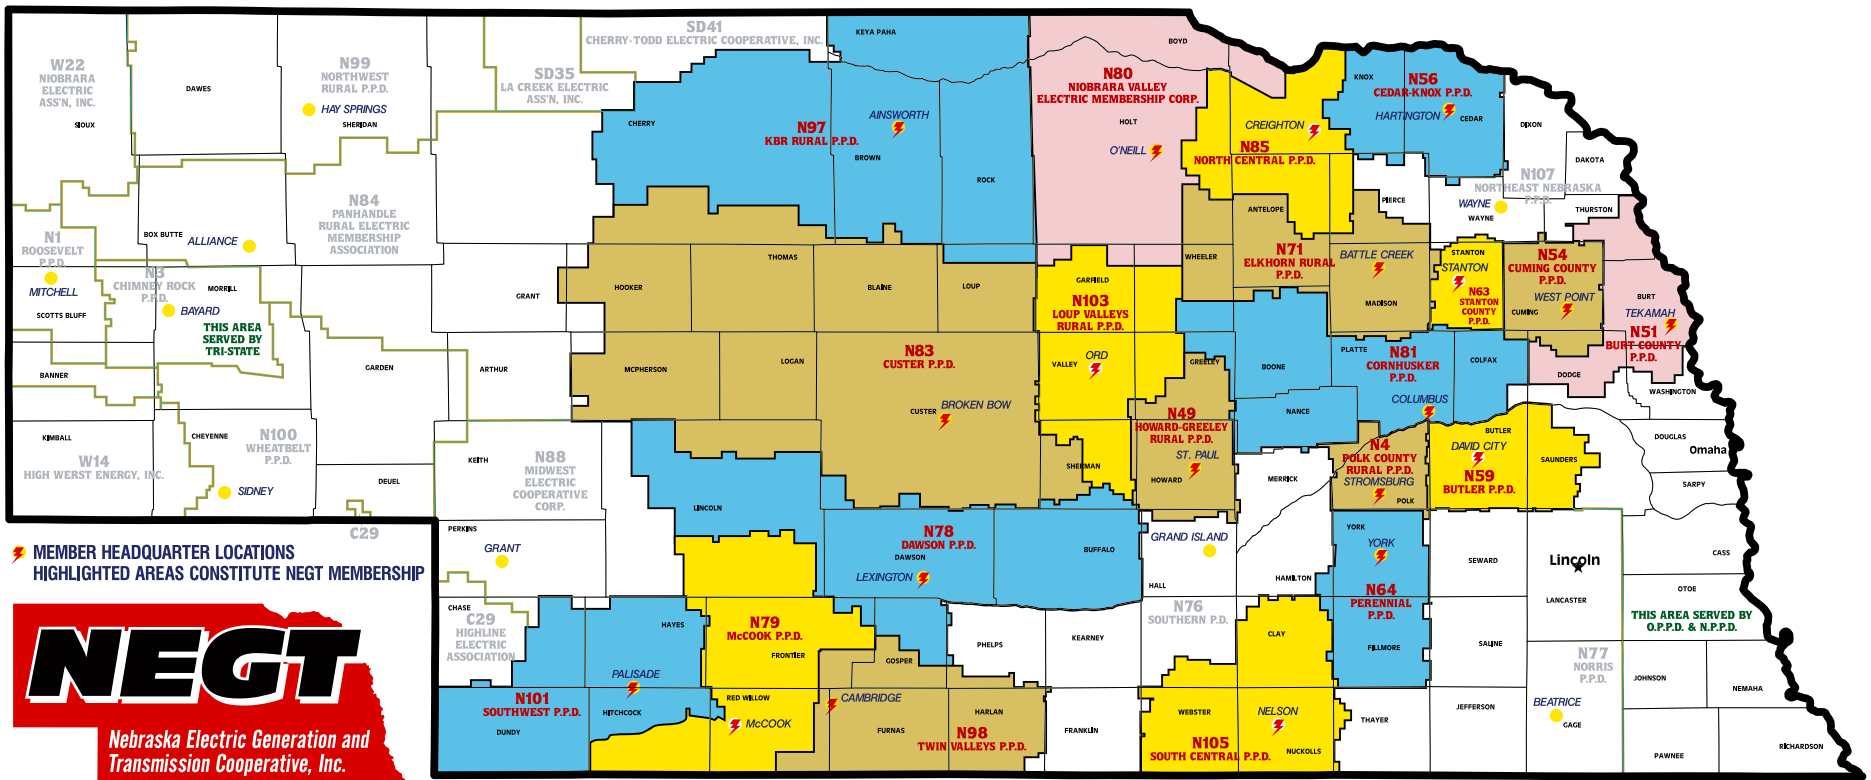 SD41
CHERRY-TODD ELECTRIC COOPERATIVE, INC.
KEYA PAHA
BOYD
W22
NIOBRARA
ELECTRIC
ASS'N, INC.
SIOUX
DAWES
N99
NORTHWEST
RURAL P.P.D.
HAY SPRINGS
SHERIDAN
SD35
LA CREEK ELECTRIC
ASS'N, INC.
CHERRY
N97
KBR RURAL P.P.D.
AINSWORTH
BROWN
ROCK
N80
NIOBRARA VALLEY
ELECTRIC MEMBERSHIP CORP.
HOLT
O'NEILL
CREIGHTON
N85
NORTH CENTRAL P.P.D.
KNOX
N56
CEDAR-KNOX P.P.D.
HARTINGTON
CEDAR
DIXON
DAKOTA
N107
NORTHEAST NEBRASKA
P.P.D.
WAYNE
WAYNE
THURSTON
PIERCE
ANTELOPE
N84
PANHANDLE
RURAL ELECTRIC
MEMBERSHIP
ASSOCIATION
BOX BUTTE
ALLIANCE
N1
ROOSEVELT
P.P.D.
MITCHELL
SCOTTS BLUFF
N3
CHIMNEY ROCK
P.P.D.
MORRILL
BAYARD
THIS AREA
SERVED BY
TRI-STATE
BANNER
GARDEN
GRANT
HOOKER
THOMAS
BLAINE
LOUP
GARFIELD
N103
LOUP VALLEYS
RURAL P.P.D.
WHEELER
N71
ELKHORN RURAL
P.P.D.
BATTLE CREEK
MADISON
STANTON
STANTON
N63
STANTON
COUNTY
P.P.D.
N54
CUMING COUNTY
P.P.D.
WEST POINT
CUMING
BURT
TEKAMAH
N51
BURT COUNTY
P.P.D.
DODGE
WASHINGTON
ARTHUR
MCPHERSON
LOGAN
N83
CUSTER P.P.D.
CUSTER
BROKEN BOW
VALLEY
ORD
GREELEY
BOONE
PLATTE
N81
CORNHUSKER
P.P.D.
COLFAX
COLUMBUS
NANCE
N49
HOWARD-GREELEY
RURAL P.P.D.
ST. PAUL
HOWARD
SHERMAN
KIMBALL
W14
HIGH WERST ENERGY, INC.
CHEYENNE
N100
WHEATBELT
P.P.D.
SIDNEY
DEUEL
C29
KEITH
N88
MIDWEST
ELECTRIC
COOPERATIVE
CORP.
LINCOLN
MERRICK
N4
POLK COUNTY
RURAL P.P.D.
STROMSBURG
POLK
BUTLER
DAVID CITY
N59
BUTLER P.P.D.
SAUNDERS
DOUGLAS
Omaha
SARPY
PERKINS
GRANT
N78
DAWSON P.P.D.
DAWSON
LEXINGTON
BUFFALO
GRAND ISLAND
HALL
HAMILTON
YORK
YORK
N64
PERENNIAL
P.P.D.
FILLMORE
SEWARD
Lincoln
LANCASTER
CASS
OTOE
THIS AREA SERVED BY
O.P.P.D. & N.P.P.D.
MEMBER HEADQUARTER LOCATIONS
HIGHLIGHTED AREAS CONSTITUTE NEGT MEMBERSHIP
CHASE
C29
HIGHLINE
ELECTRIC
ASSOCIATION
HAYES
PALISADE
N79
McCOOK P.P.D.
FRONTIER
GOSPER
PHELPS
KEARNEY
N76
SOUTHERN P.D.
CLAY
SALINE
N77
NORRIS
P.P.D.
BEATRICE
GAGE
JOHNSON
NEMAHA
N101
SOUTHWEST P.P.D.
DUNDY
HITCHCOCK
RED WILLOW
McCOOK
CAMBRIDGE
FURNAS
HARLAN
N98
TWIN VALLEYS P.P.D.
FRANKLIN
WEBSTER
NELSON
N105
SOUTH CENTRAL P.P.D.
NUCKOLLS
THAYER
JEFFERSON
PAWNEE
RICHARDSON
NEGT
Nebraska Electric Generation and
Transmission Cooperative, Inc.